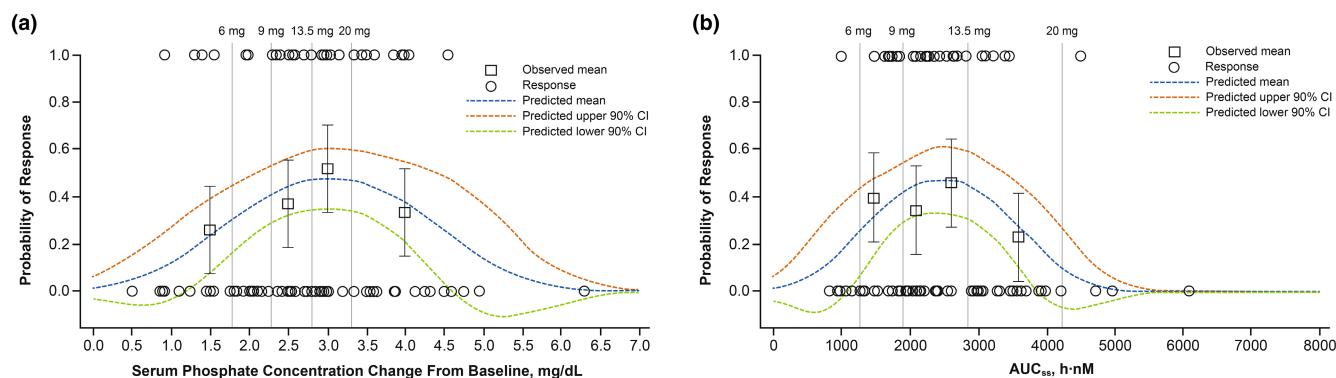 (a)
6 mg 9 mg 13.5 mg 20 mg
1.0
0.8
0.6
0.4
0.2
0.0
Probability of Response
Observed mean
Response
Predicted mean
Predicted upper 90% CI
Predicted lower 90% CI
0.0 0.5 1.0 1.5 2.0 2.5 3.0 3.5 4.0 4.5 5.0 5.5 6.0 6.5 7.0
Serum Phosphate Concentration Change From Baseline, mg/dL
(b)
6 mg 9 mg 13.5 mg 20 mg
1.0
0.8
0.6
0.4
0.2
0.0
Probability of Response
Observed mean
Response
Predicted mean
Predicted upper 90% CI
Predicted lower 90% CI
0 1000 2000 3000 4000 5000 6000 7000 8000
AUCss, h·nM